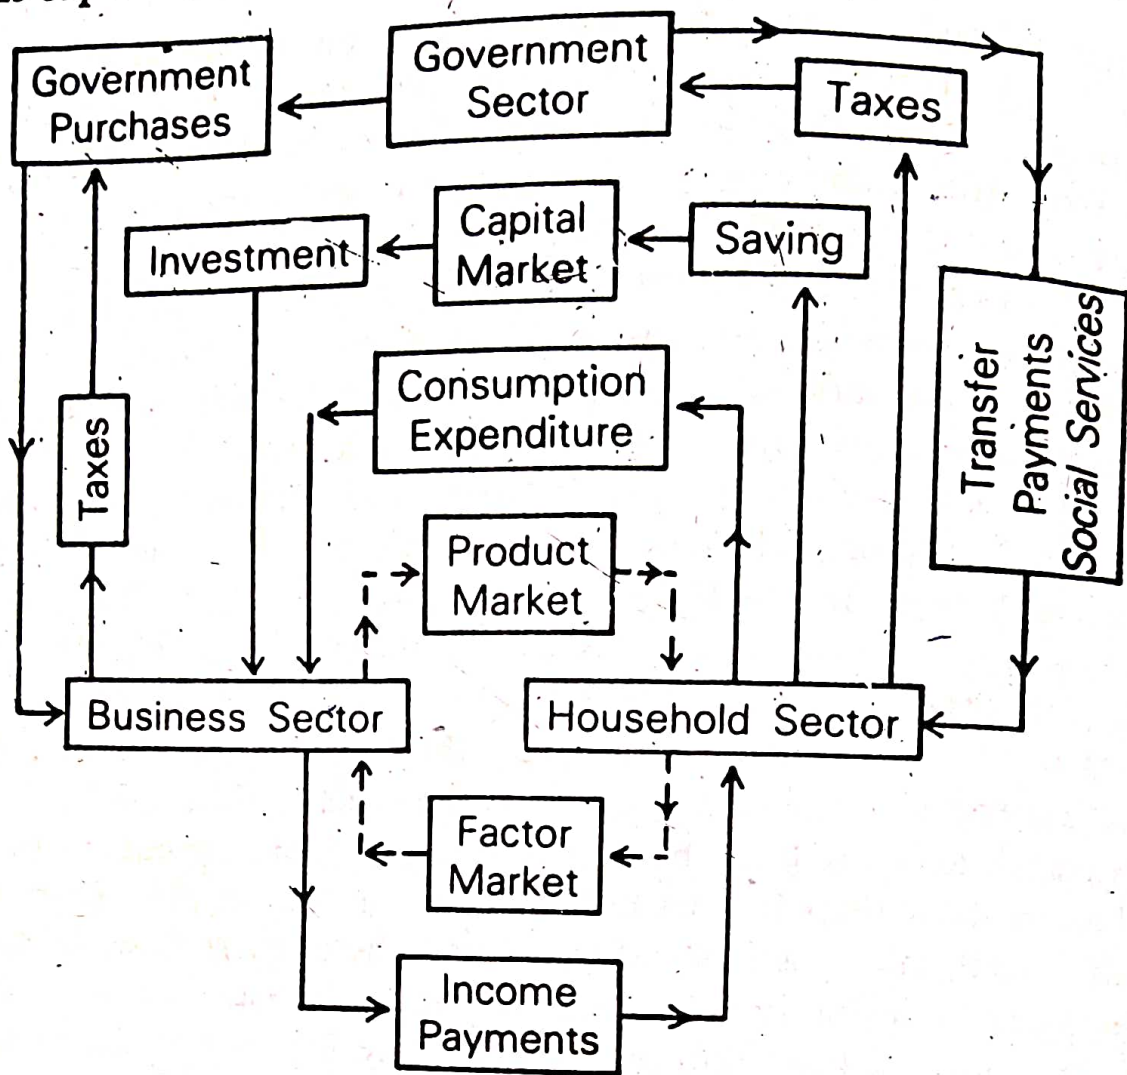 Government
Purchases
Government
Sector
Taxes
Investment
Capital
Market
Saving
Transfer
Payments
Social Services
Consumption
Expenditure
Taxes
Product
Market
Business Sector
Household Sector
Factor
Market
Income
Payments